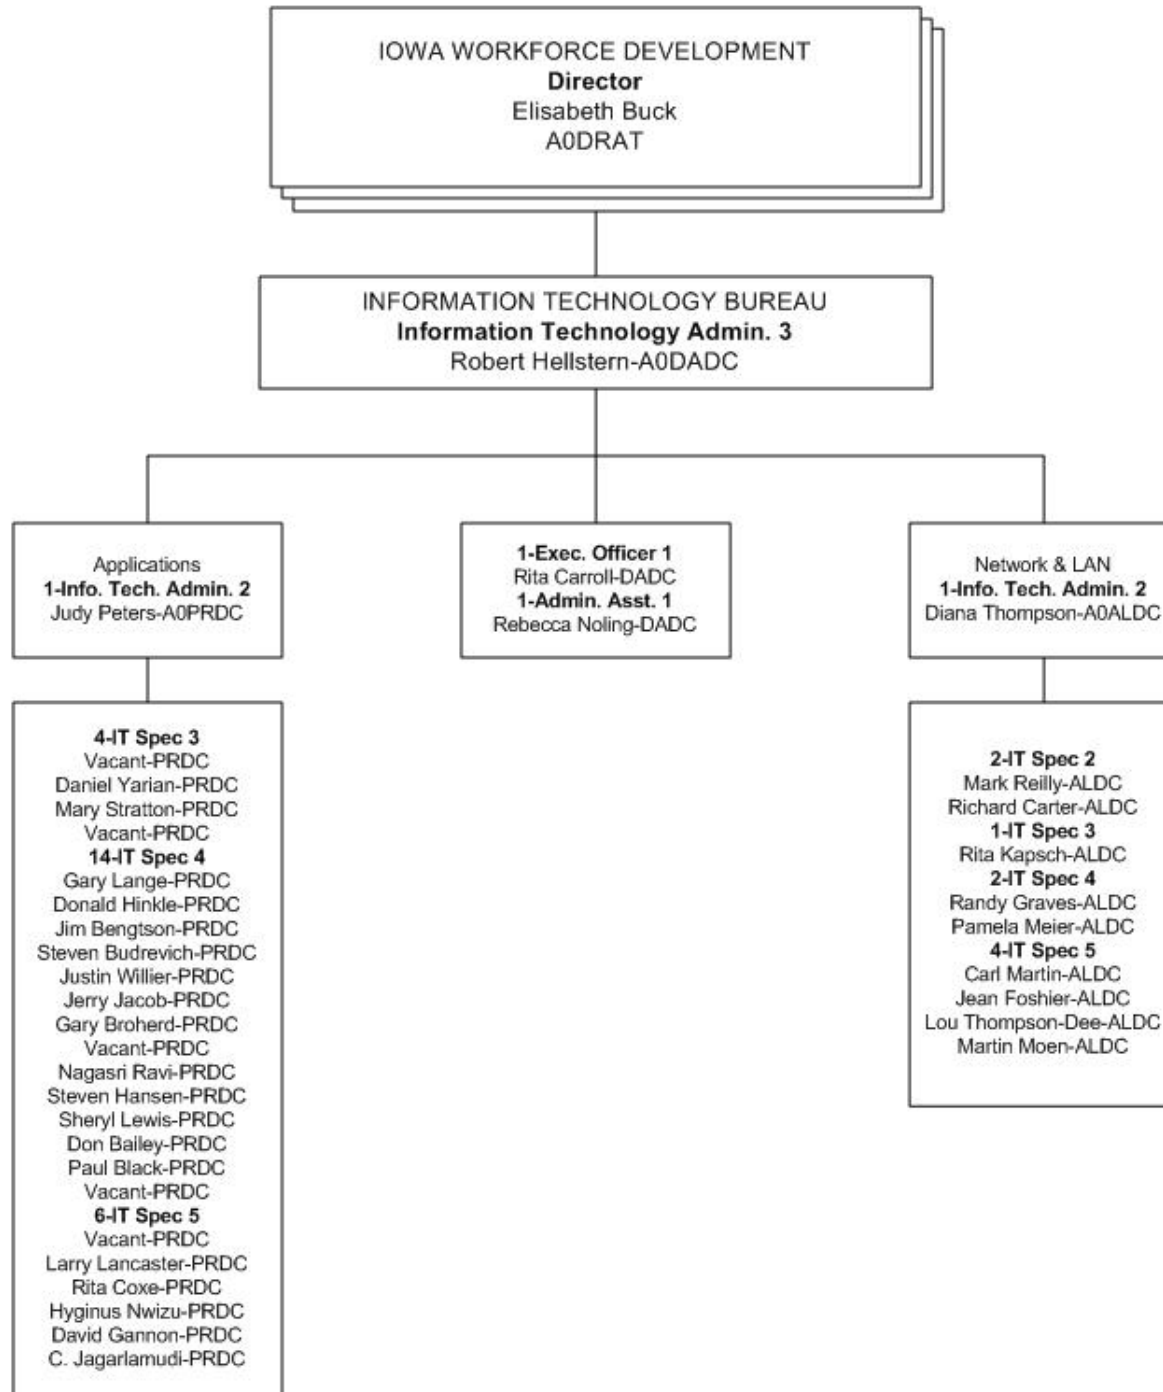 IOWA WORKFORCE DEVELOPMENT
Director
Elisabeth Buck
A0DRAT
INFORMATION TECHNOLOGY BUREAU
Information Technology Admin. 3
Robert Hellstern-A0DADC
Applications
1-Info. Tech. Admin. 2
Judy Peters-A0PRDC
1-Exec. Officer 1
Rita Carroll-DADC
1-Admin. Asst. 1
Rebecca Noling-DADC
Network & LAN
1-Info. Tech. Admin. 2
Diana Thompson-A0ALDC
4-IT Spec 3
Vacant-PRDC
Daniel Yarian-PRDC
Mary Stratton-PRDC
Vacant-PRDC
14-IT Spec 4
Gary Lange-PRDC
Donald Hinkle-PRDC
Jim Bengtson-PRDC
Steven Budrevich-PRDC
Justin Willier-PRDC
Jerry Jacob-PRDC
Gary Broherd-PRDC
Vacant-PRDC
Nagasri Ravi-PRDC
Steven Hansen-PRDC
Sheryl Lewis-PRDC
Don Bailey-PRDC
Paul Black-PRDC
Vacant-PRDC
6-IT Spec 5
Vacant-PRDC
Larry Lancaster-PRDC
Rita Coxe-PRDC
Hyginus Nwizu-PRDC
David Gannon-PRDC
C. Jagarlamudi-PRDC
2-IT Spec 2
Mark Reilly-ALDC
Richard Carter-ALDC
1-IT Spec 3
Rita Kapsch-ALDC
2-IT Spec 4
Randy Graves-ALDC
Pamela Meier-ALDC
4-IT Spec 5
Carl Martin-ALDC
Jean Foshier-ALDC
Lou Thompson-Dee-ALDC
Martin Moen-ALDC